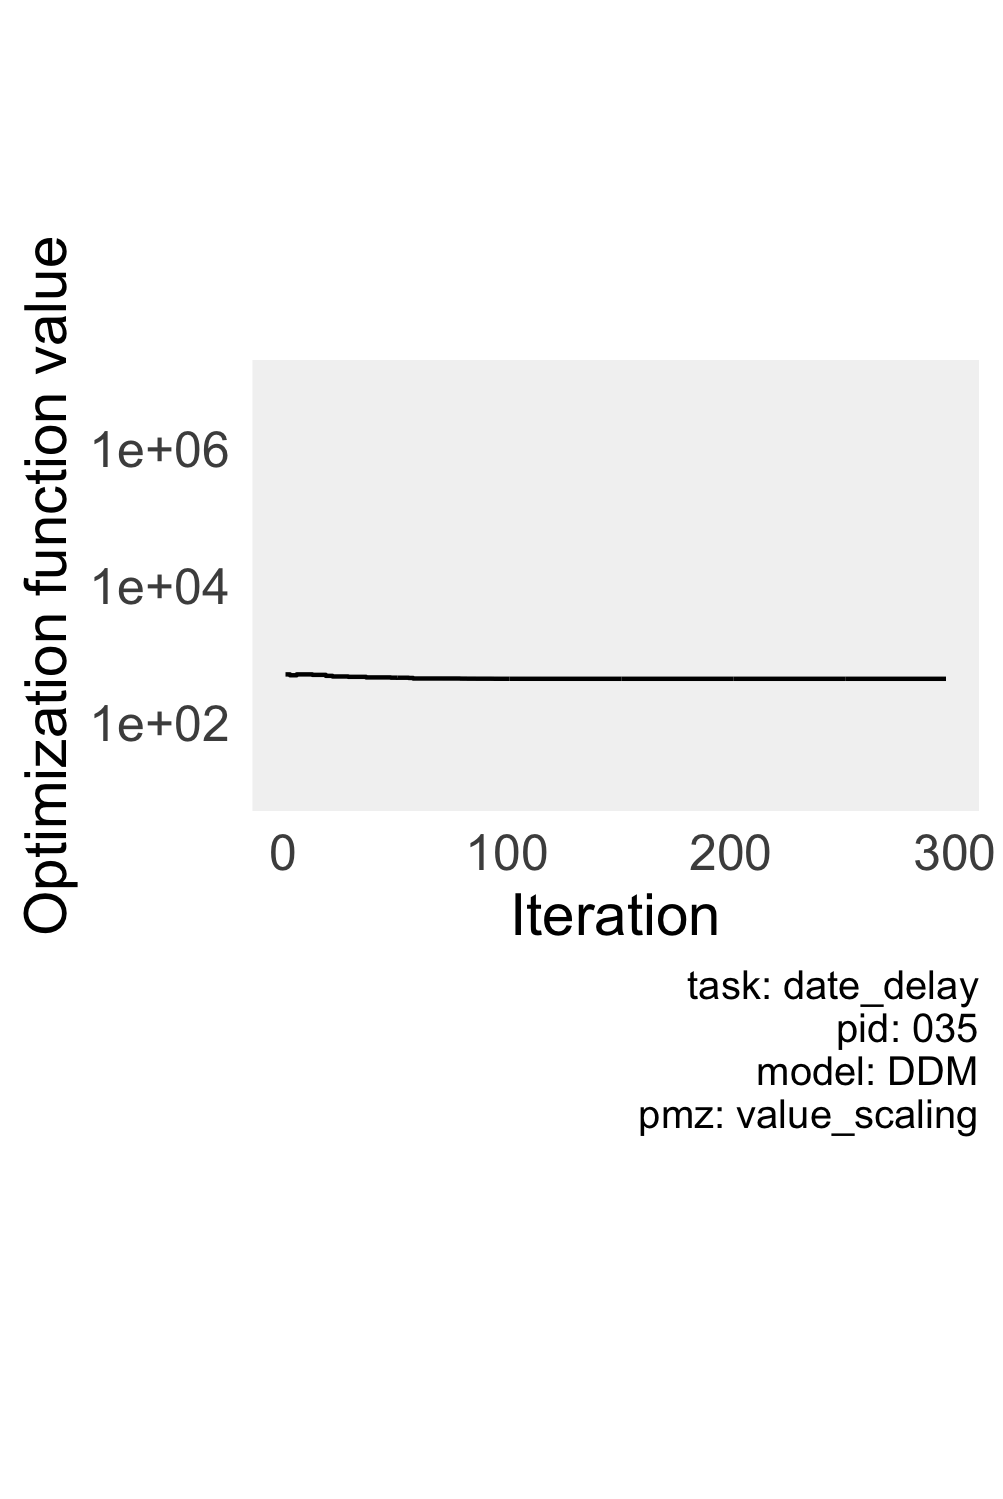 Optimization function value
1e+06
1e+04
1e+02
0 100 200 300
Iteration
task: date_delay
pid: 035
model: DDM
pmz: value_scaling